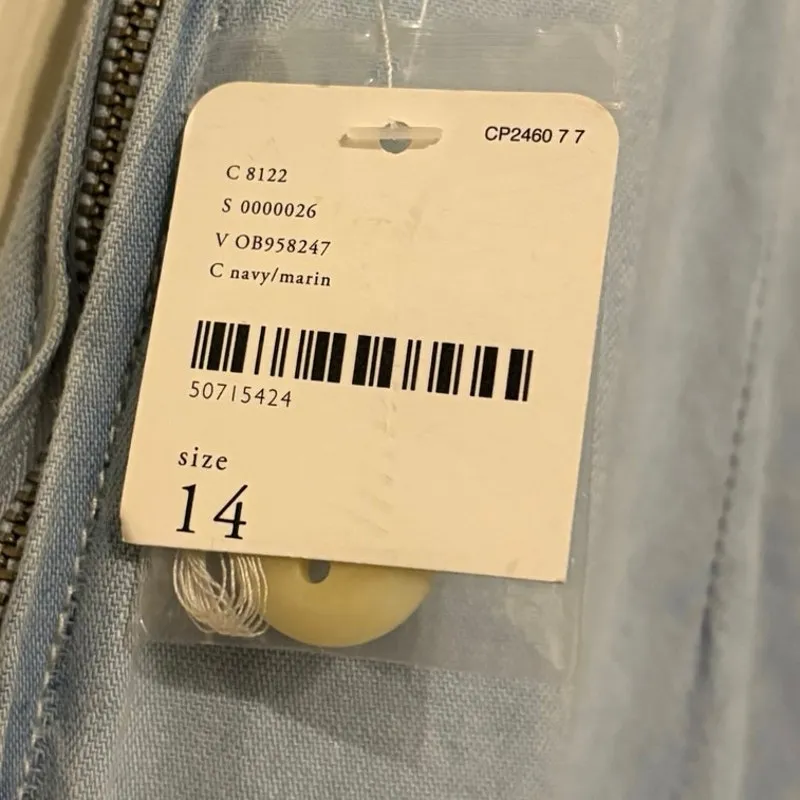 CP2460 7 7
C 8122
S 0000026
V OB958247
C navy/marin
50715424
size
14